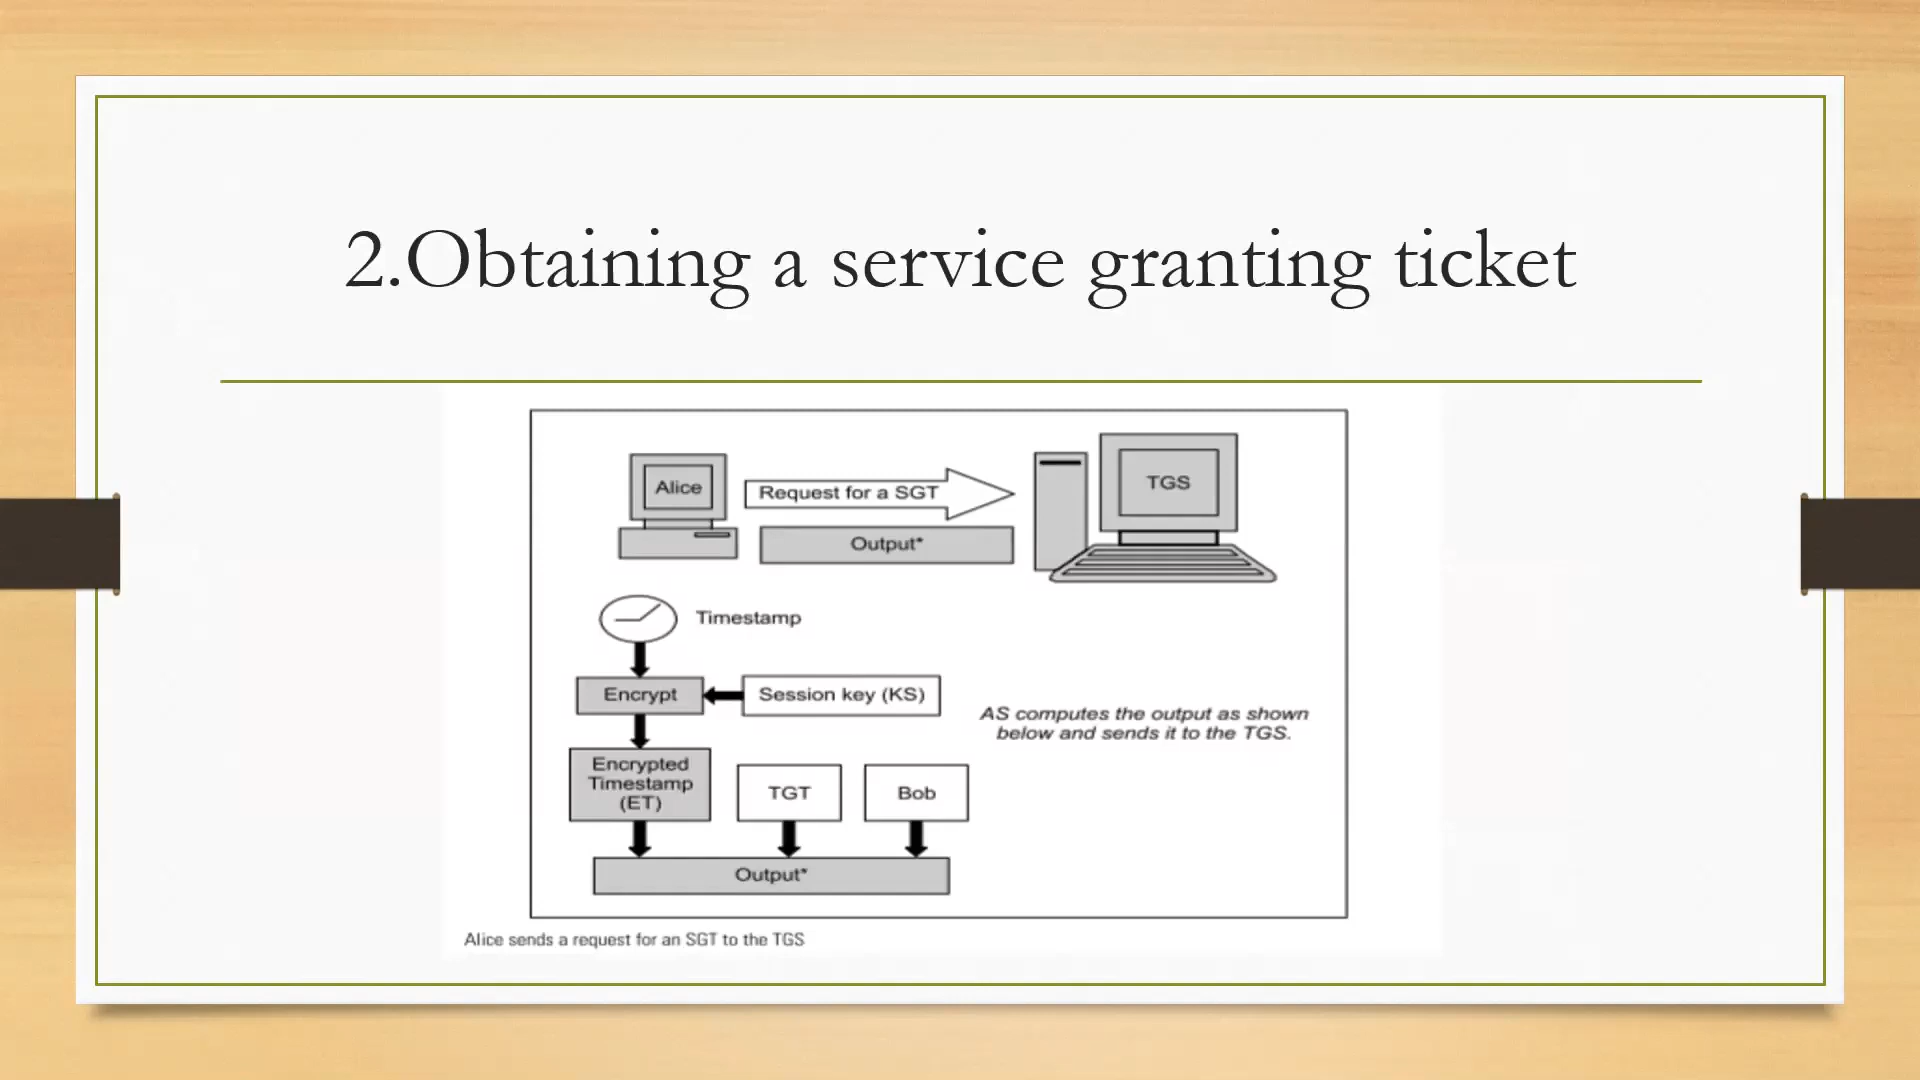 2.Obtaining a service granting ticket
Alice
Request for a SGT
TGS
Output*
Timestamp
Encrypt
Session key (KS)
AS computes the output as shown
below and sends it to the TGS.
Encrypted
Timestamp
(ET)
TGT
Bob
Output*
Alice sends a request for an SGT to the TGS